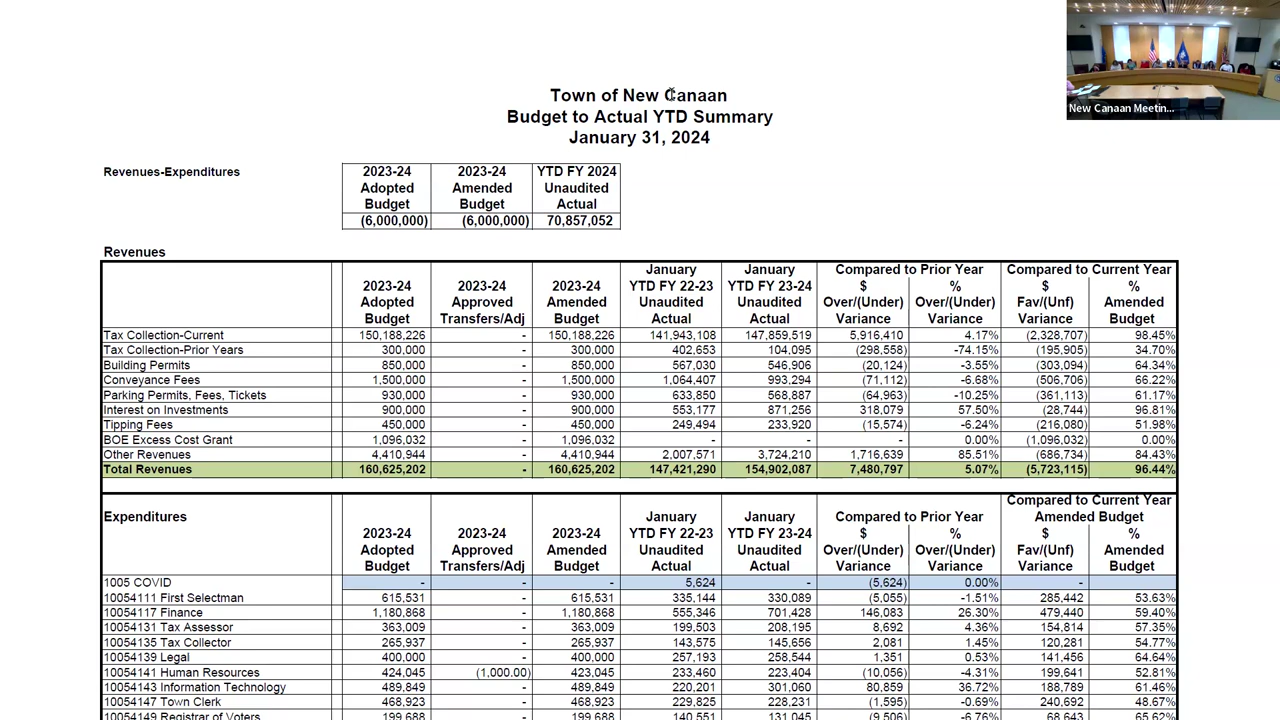 New Canaan Meetin...
Town of New Canaan
Budget to Actual YTD Summary
January 31, 2024
Revenues-Expenditures
2023-24 Adopted Budget 2023-24 Amended Budget YTD FY 2024 Unaudited Actual
(6,000,000) (6,000,000) 70,857,052
Revenues
January January Compared to Prior Year Compared to Current Year
2023-24 2023-24 2023-24 YTD FY 22-23 YTD FY 23-24 $ % $ %
Adopted Approved Amended Unaudited Unaudited Over/(Under) Over/(Under) Fav/(Unf) Amended
Budget Transfers/Adj Budget Actual Actual Variance Variance Variance Budget
Tax Collection-Current 150,188,226 - 150,188,226 141,943,108 147,859,519 5,916,410 4.17% (2,328,707) 98.45%
Tax Collection-Prior Years 300,000 - 300,000 402,653 104,095 (298,558) -74.15% (195,905) 34.70%
Building Permits 850,000 - 850,000 567,030 546,906 (20,124) -3.55% (303,094) 64.34%
Conveyance Fees 1,500,000 - 1,500,000 1,064,407 993,294 (71,112) -6.68% (506,706) 66.22%
Parking Permits, Fees, Tickets 930,000 - 930,000 633,850 568,887 (64,963) -10.25% (361,113) 61.17%
Interest on Investments 900,000 - 900,000 553,177 871,256 318,079 57.50% (28,744) 96.81%
Tipping Fees 450,000 - 450,000 249,494 233,920 (15,574) -6.24% (216,080) 51.98%
BOE Excess Cost Grant 1,096,032 - 1,096,032 - - - 0.00% (1,096,032) 0.00%
Other Revenues 4,410,944 - 4,410,944 2,007,571 3,724,210 1,716,639 85.51% (686,734) 84.43%
Total Revenues 160,625,202 - 160,625,202 147,421,290 154,902,087 7,480,797 5.07% (5,723,115) 96.44%
Compared to Current Year
Expenditures January January Compared to Prior Year Amended Budget
2023-24 2023-24 2023-24 YTD FY 22-23 YTD FY 23-24 $ % $ %
Adopted Approved Amended Unaudited Unaudited Over/(Under) Over/(Under) Fav/(Unf) Amended
Budget Transfers/Adj Budget Actual Actual Variance Variance Variance Budget
1005 COVID - - - 5,624 - (5,624) 0.00% -
10054111 First Selectman 615,531 - 615,531 335,144 330,089 (5,055) -1.51% 285,442 53.63%
10054117 Finance 1,180,868 - 1,180,868 555,346 701,428 146,083 26.30% 479,440 59.40%
10054131 Tax Assessor 363,009 - 363,009 199,503 208,195 8,692 4.36% 154,814 57.35%
10054135 Tax Collector 265,937 - 265,937 143,575 145,656 2,081 1.45% 120,281 54.77%
10054139 Legal 400,000 - 400,000 257,193 258,544 1,351 0.53% 141,456 64.64%
10054141 Human Resources 424,045 (1,000.00) 423,045 233,460 223,404 (10,056) -4.31% 199,641 52.81%
10054143 Information Technology 489,849 - 489,849 220,201 301,060 80,859 36.72% 188,789 61.46%
10054147 Town Clerk 468,923 - 468,923 229,825 228,231 (1,595) -0.69% 240,692 48.67%
10054149 Registrar of Voters 199,688 - 199,688 140,551 131,045 (9,506) -6.76% 68,643 65.62%